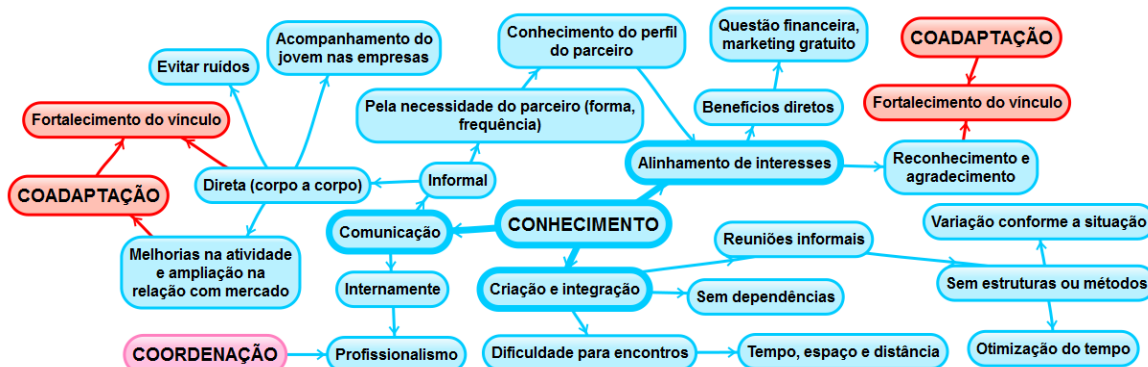 Questão financeira,
marketing gratuito
COADAPTAÇÃO
Acompanhamento do
jovem nas empresas
Conhecimento do perfil
do parceiro
Evitar ruídos
Pela necessidade do parceiro (forma,
frequência)
Benefícios diretos
Fortalecimento do vínculo
Fortalecimento do vínculo
Alinhamento de interesses
Reconhecimento e
agradecimento
Direta (corpo a corpo)
Informal
COADAPTAÇÃO
CONHECIMENTO
Comunicação
Variação conforme a situação
Reuniões informais
Melhorias na atividade
e ampliação na
relação com mercado
Internamente
Criação e integração
Sem dependências
Sem estruturas ou métodos
COORDENAÇÃO
Profissionalismo
Dificuldade para encontros
Tempo, espaço e distância
Otimização do tempo